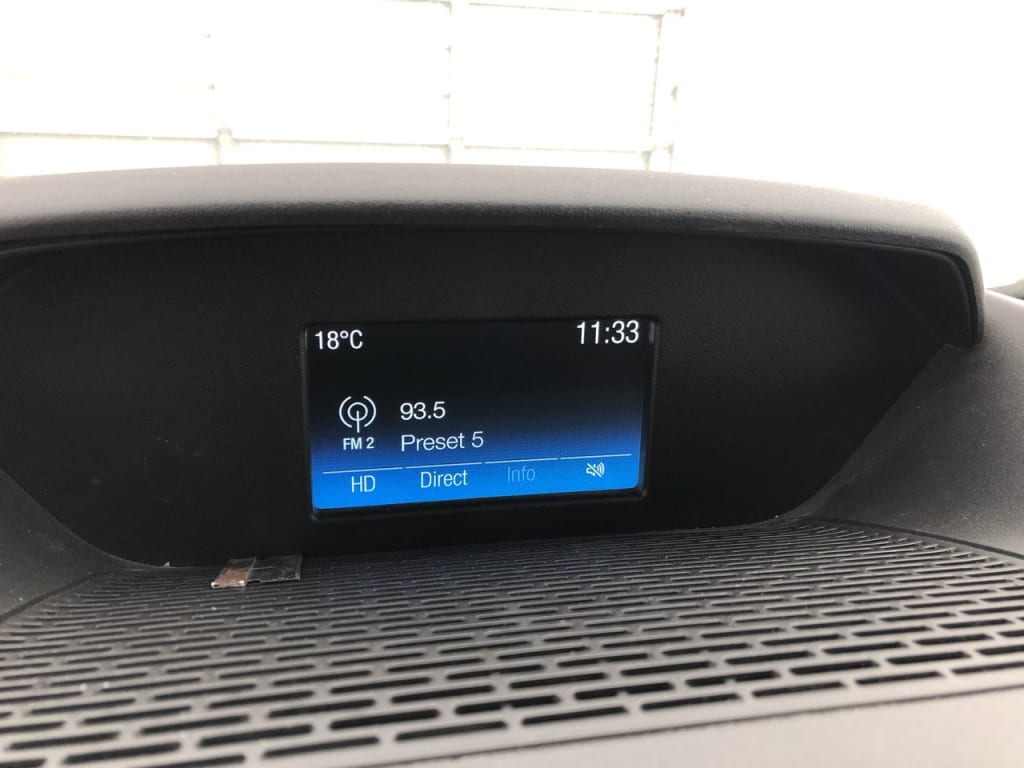 18°C 11:33
93.5
FM 2 Preset 5
HD Direct Info